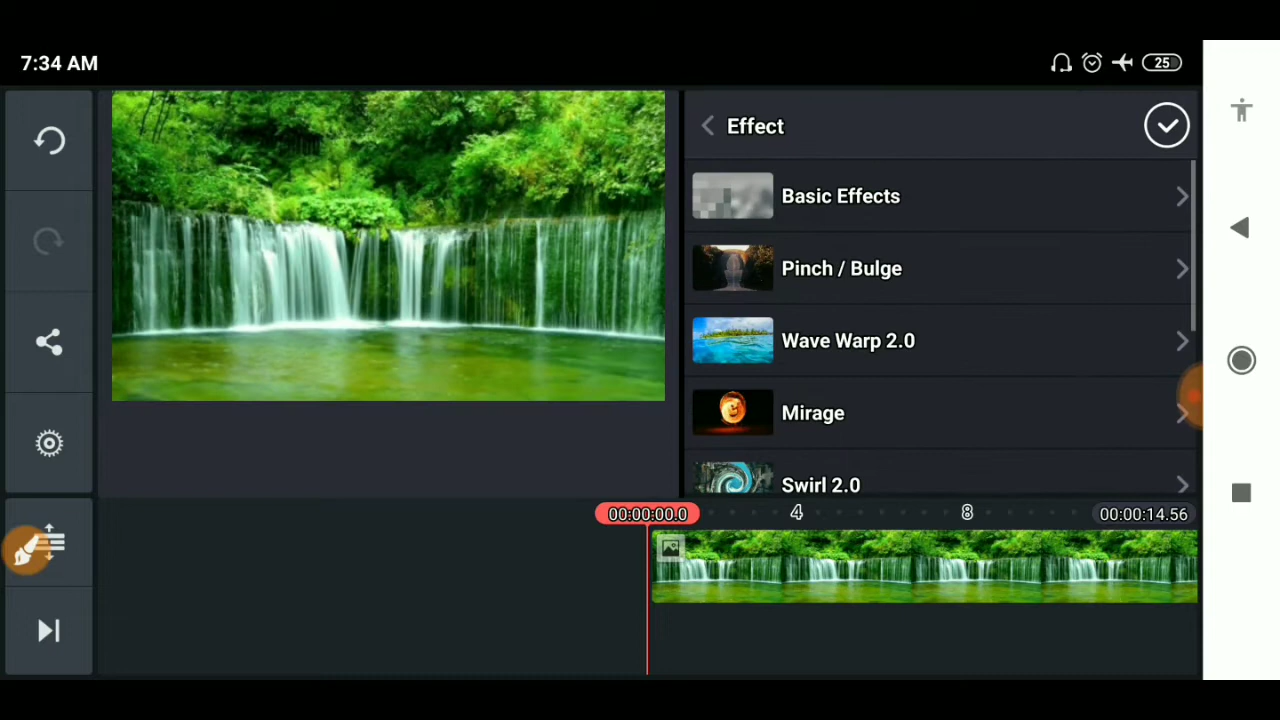 7:34 AM
25
Effect
Basic Effects
Pinch / Bulge
Wave Warp 2.0
Mirage
Swirl 2.0
00:00:00.0
4
8
00:00:14.56